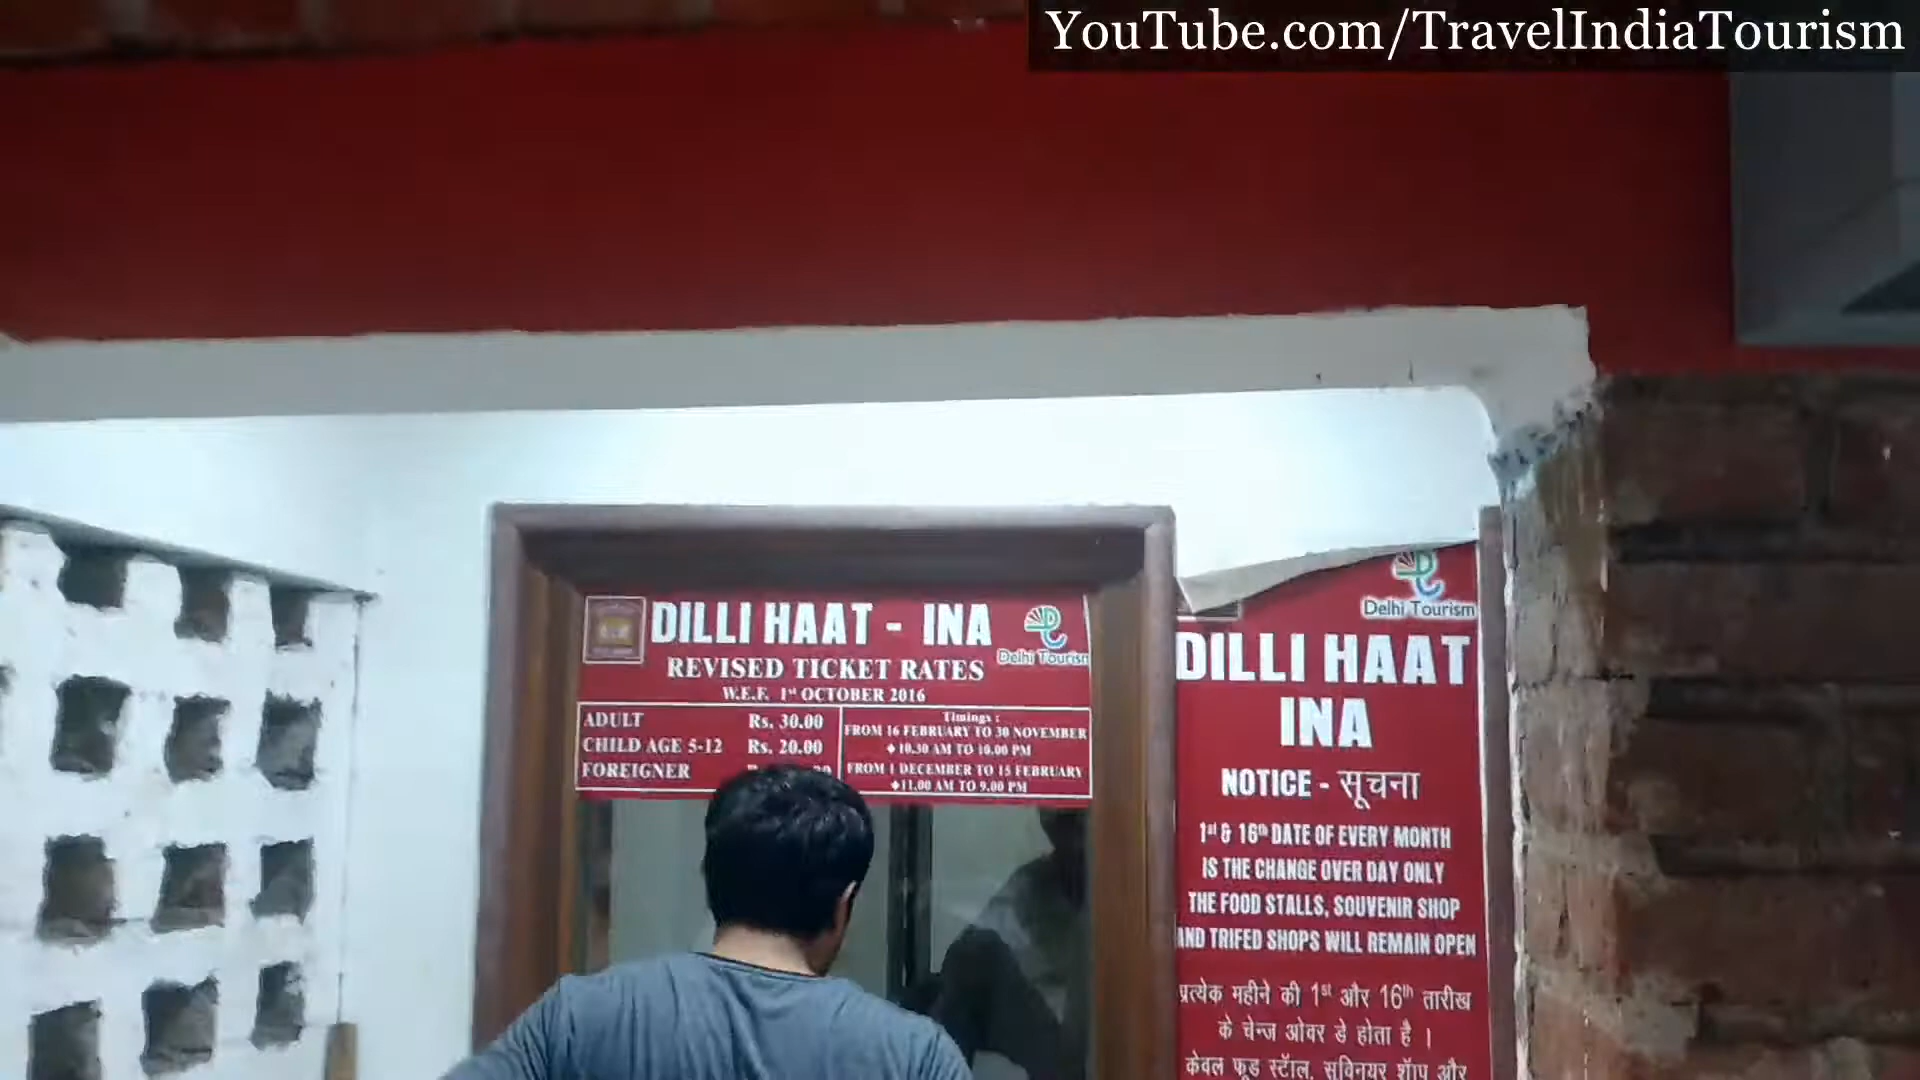 YouTube.com/TravelIndiaTourism
DILLI HAAT - INA
Delhi Tourism
REVISED TICKET RATES
W.E.F. 1st OCTOBER 2016
ADULT Rs. 30.00
CHILD AGE 5-12 Rs. 20.00
FOREIGNER
Timings :
FROM 16 FEBRUARY TO 30 NOVEMBER
10.30 AM TO 10.00 PM
FROM 1 DECEMBER TO 15 FEBRUARY
11.00 AM TO 9.00 PM
Delhi Tourism
DILLI HAAT
INA
NOTICE - सूचना
1st & 16th DATE OF EVERY MONTH
IS THE CHANGE OVER DAY ONLY
THE FOOD STALLS, SOUVENIR SHOP
AND TRIFED SHOPS WILL REMAIN OPEN
प्रत्येक महीने की 1st और 16th तारीख
के चेन्ज ओवर डे होता है ।
केवल फूड स्टॉल, सुविनयर शॅाप और